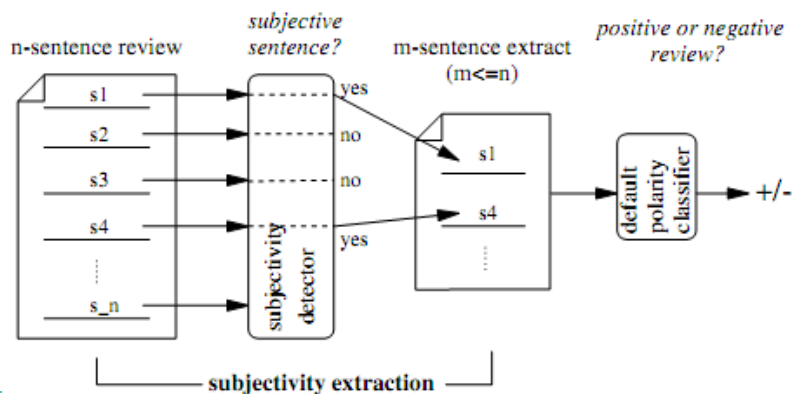 n-sentence review
subjective
sentence?
m-sentence extract
(m<=n)
positive or negative
review?
s1
s2
s3
s4
s_n
subjectivity
detector
yes
no
no
yes
s1
s4
default
polarity
classifier
+/-
subjectivity extraction